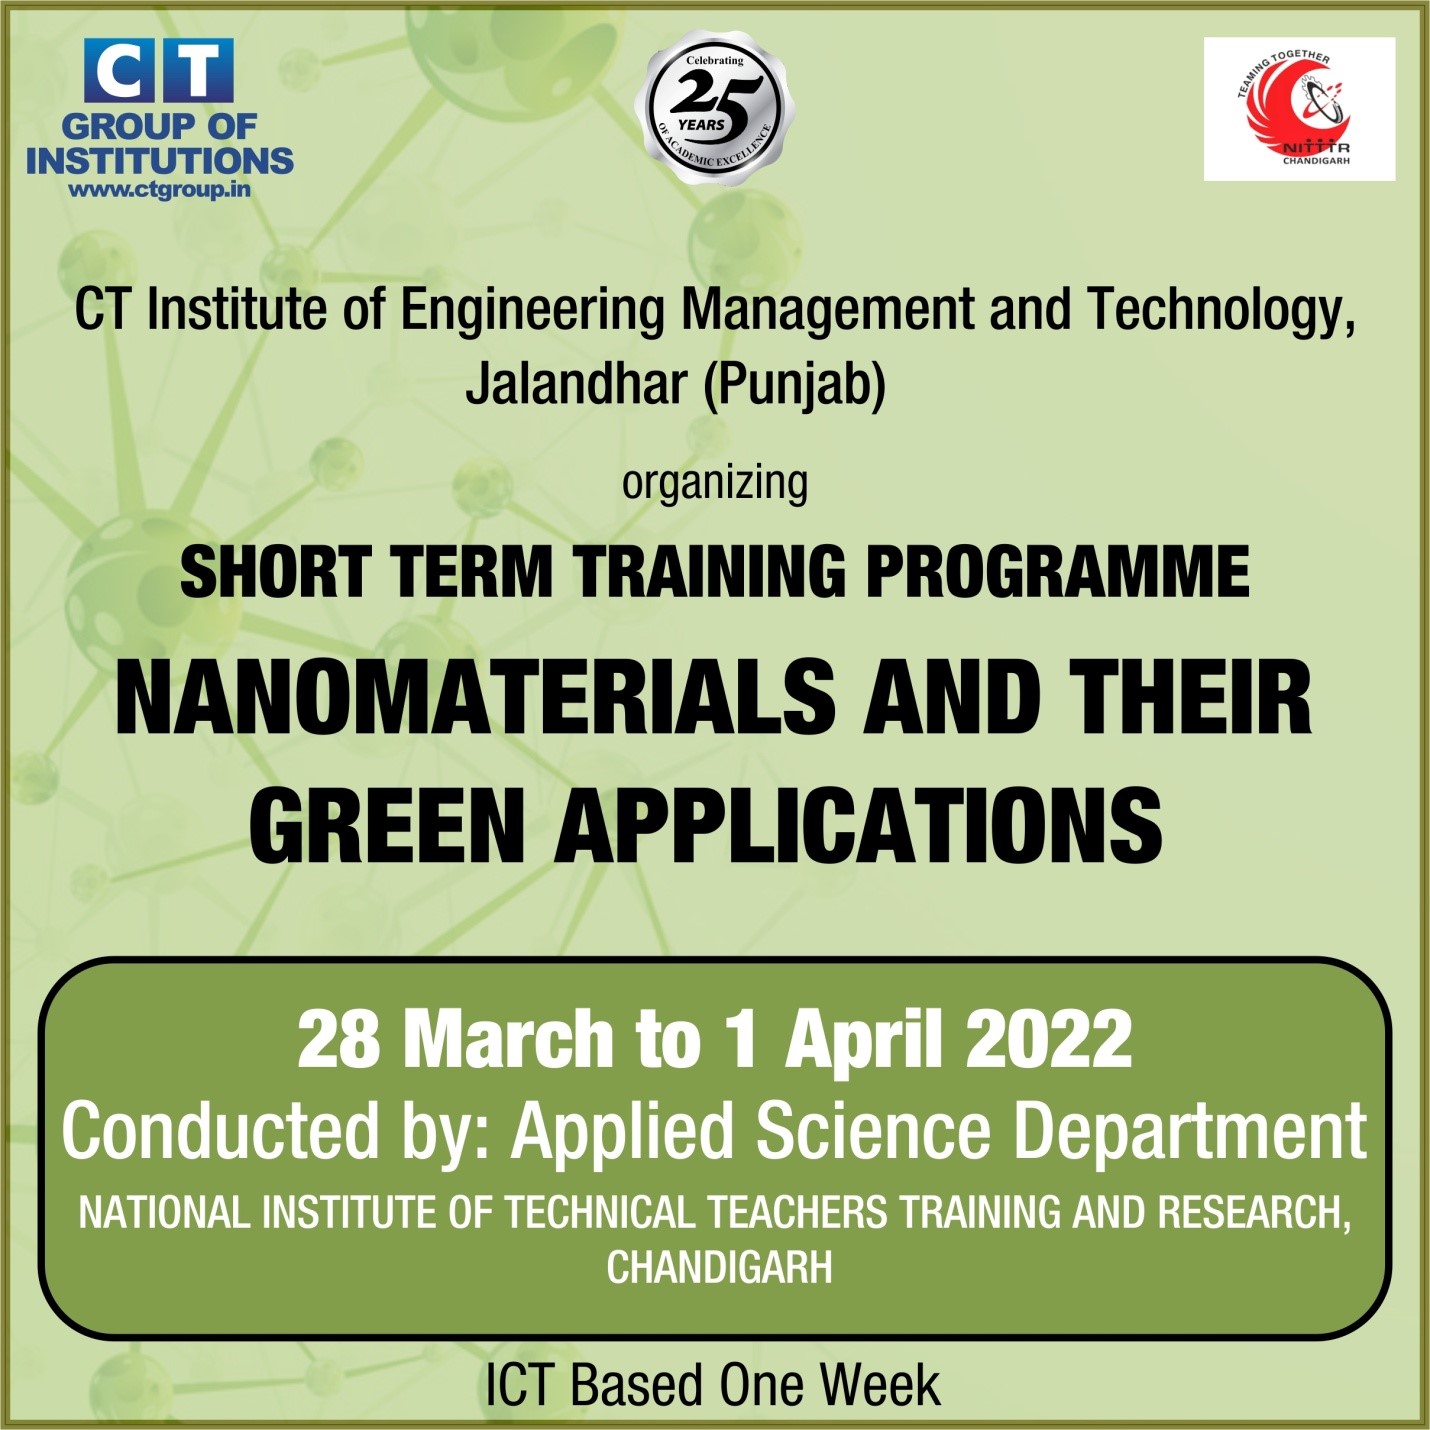 CT
GROUP OF
INSTITUTIONS
www.ctgroup.in
Celebrating
25
YEARS
OF ACADEMIC EXCELLENCE
TEAMING TOGETHER
NITTTR
CHANDIGARH
CT Institute of Engineering Management and Technology,
Jalandhar (Punjab)
organizing
SHORT TERM TRAINING PROGRAMME
NANOMATERIALS AND THEIR
GREEN APPLICATIONS
28 March to 1 April 2022
Conducted by: Applied Science Department
NATIONAL INSTITUTE OF TECHNICAL TEACHERS TRAINING AND RESEARCH,
CHANDIGARH
ICT Based One Week